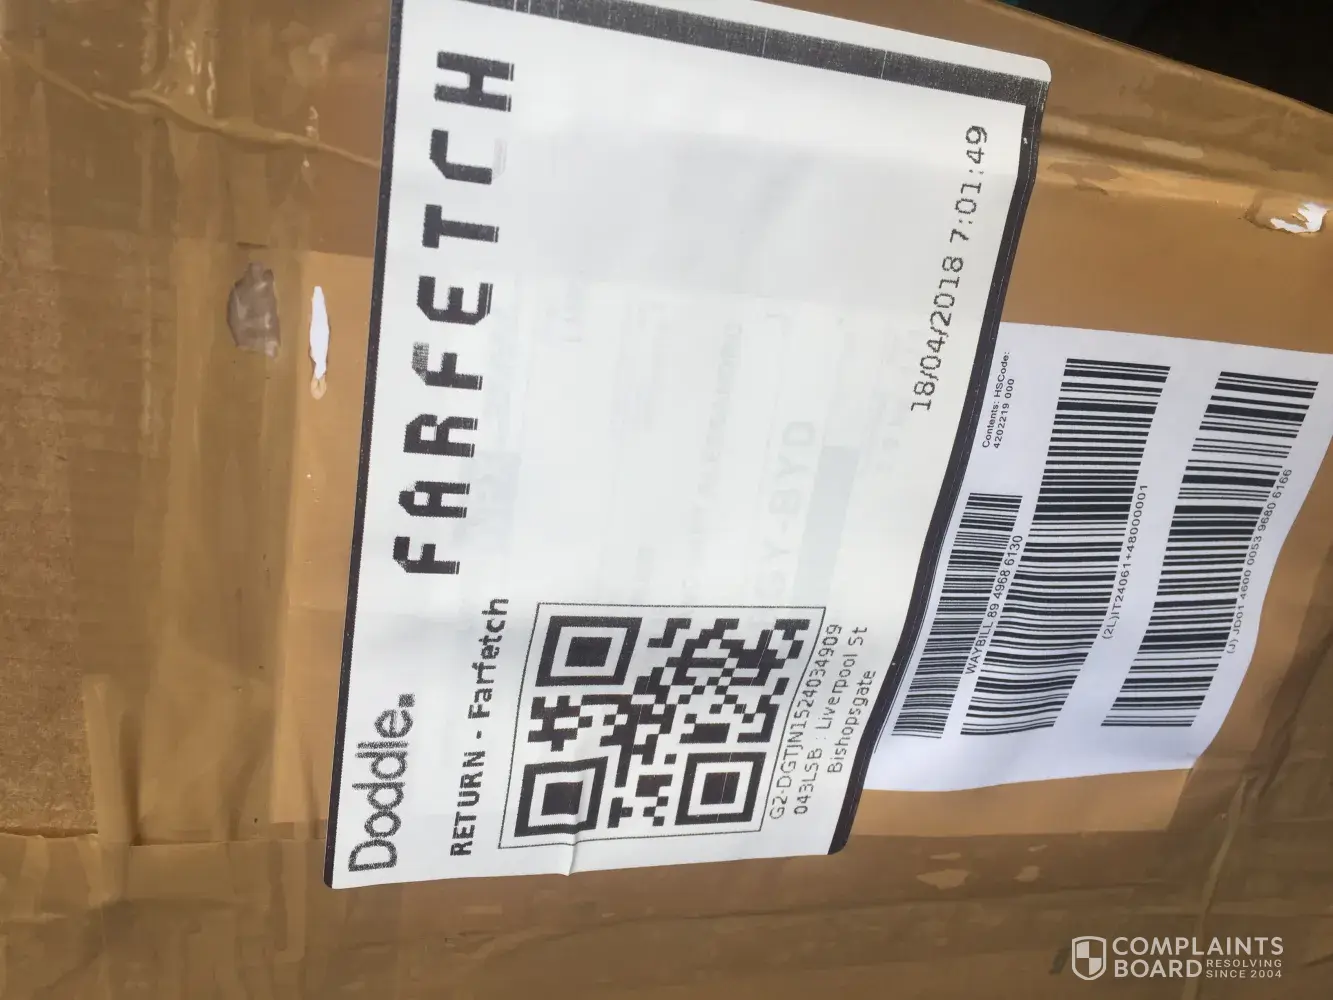 Doddle.
RETURN - Farfetch
FARFETCH
G2-DGTJN1524034909
043LSB : Liverpool St
Bishopsgate
18/04/2018 7:01:49
Contents: HSCode:
4202219 000
WAYBILL 89 4968 6130
(2L)IT24061+48000001
(J) JD01 4600 0053 9680 6166
COMPLAINTS
BOARD RESOLVING
SINCE 2004